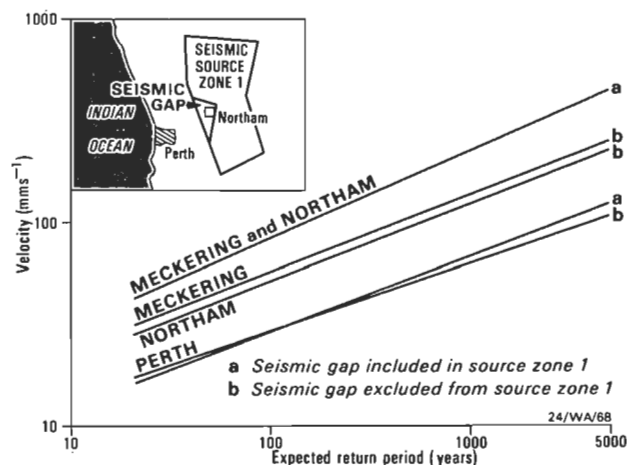 1000
SEISMIC
SOURCE
ZONE 1
SEISMIC
GAP
Northam
INDIAN
OCEAN
Perth
a
b
b
a
b
Velocity (mms⁻¹)
100
MECKERING and NORTHAM
MECKERING
NORTHAM
PERTH
a Seismic gap included in source zone 1
b Seismic gap excluded from source zone 1
24/WA/68
10
10
100
1000
5000
Expected return period (years)